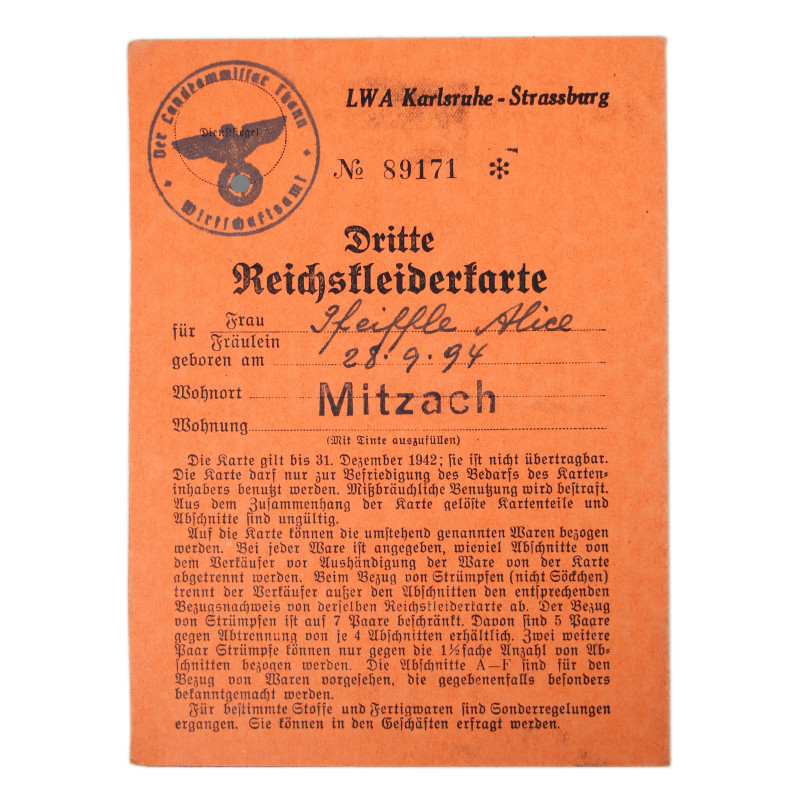 Der Landkommissar Thann
Wirtschaftsamt
Dienstsiegel
LWA Karlsruhe - Strassburg
№ 89171 *
Dritte
Reichskleiderkarte
für Frau Pfeiffle Alice
Fräulein
geboren am 28.9.94
Wohnort Mitzach
Wohnung
(Mit Tinte auszufüllen)
Die Karte gilt bis 31. Dezember 1942; sie ist nicht übertragbar.
Die Karte darf nur zur Befriedigung des Bedarfs des Karten-
inhabers benutzt werden. Mißbräuchliche Benutzung wird bestraft.
Aus dem Zusammenhang der Karte gelöste Kartenteile und
Abschnitte sind ungültig.
Auf die Karte können die umstehend genannten Waren bezogen
werden. Bei jeder Ware ist angegeben, wieviel Abschnitte von
dem Verkäufer vor Aushändigung der Ware von der Karte
abgetrennt werden. Beim Bezug von Strümpfen (nicht Söckchen)
trennt der Verkäufer außer den Abschnitten den entsprechenden
Bezugsnachweis von derselben Reichskleiderkarte ab. Der Bezug
von Strümpfen ist auf 7 Paare beschränkt. Davon sind 5 Paare
gegen Abtrennung von je 4 Abschnitten erhältlich. Zwei weitere
Paar Strümpfe können nur gegen die 1½fache Anzahl von Ab-
schnitten bezogen werden. Die Abschnitte A—F sind für den
Bezug von Waren vorgesehen, die gegebenenfalls besonders
bekanntgemacht werden.
Für bestimmte Stoffe und Fertigwaren sind Sonderregelungen
ergangen. Sie können in den Geschäften erfragt werden.